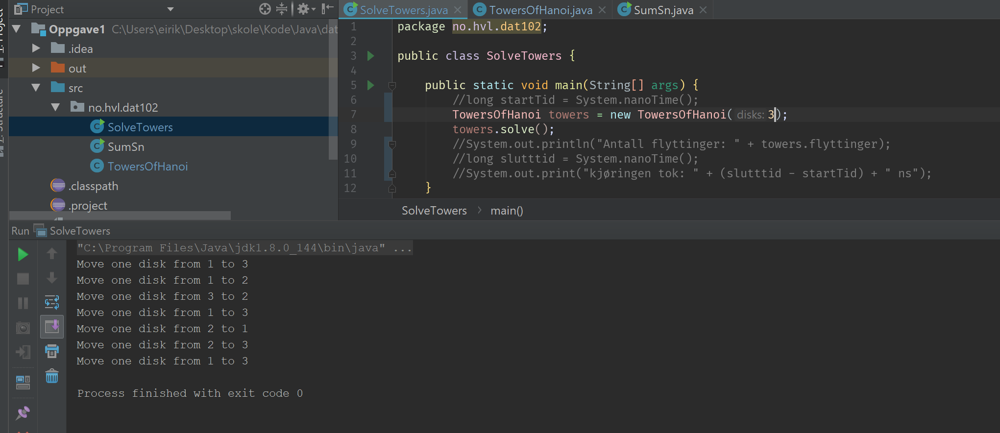 Project
SolveTowers.java
TowersOfHanoi.java
SumSn.java
Oppgave1 C:\Users\eirik\Desktop\skole\Kode\Java\dat
.idea
out
src
no.hvl.dat102
SolveTowers
SumSn
TowersOfHanoi
.classpath
.project
1 package no.hvl.dat102;
2
3 public class SolveTowers {
4
5 public static void main(String[] args) {
6 //long startTid = System.nanoTime();
7 TowersOfHanoi towers = new TowersOfHanoi( disks: 3);
8 towers.solve();
9 //System.out.println("Antall flyttinger: " + towers.flyttinger);
10 //long slutttid = System.nanoTime();
11 //System.out.print("kjøringen tok: " + (slutttid - startTid) + " ns");
12 }
SolveTowers > main()
Run SolveTowers
"C:\Program Files\Java\jdk1.8.0_144\bin\java" ...
Move one disk from 1 to 3
Move one disk from 1 to 2
Move one disk from 3 to 2
Move one disk from 1 to 3
Move one disk from 2 to 1
Move one disk from 2 to 3
Move one disk from 1 to 3
Process finished with exit code 0